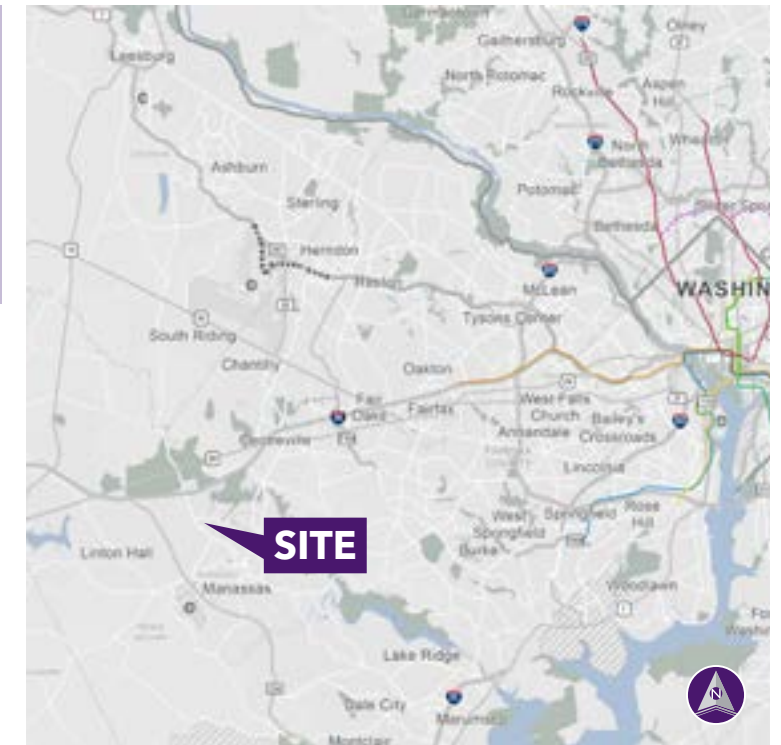 Leesburg
Gaithersburg
Olney
North Potomac
Rockville
Aspen
Hill
North
Bethesda
Ashburn
Potomac
Sterling
Bethesda
Herndon
Reston
McLean
WASHIN
Tysons Corner
South Riding
Chantilly
Oakton
Fair
Oaks
Fairfax
West Falls
Church
Bailey's
Crossroads
Annandale
Centreville
Lincolnia
SITE
West
Springfield
Springfield
Rose
Hill
Burke
Linton Hall
Manassas
Woodlawn
Lake Ridge
Dale City
Marumsco
Montclair
N